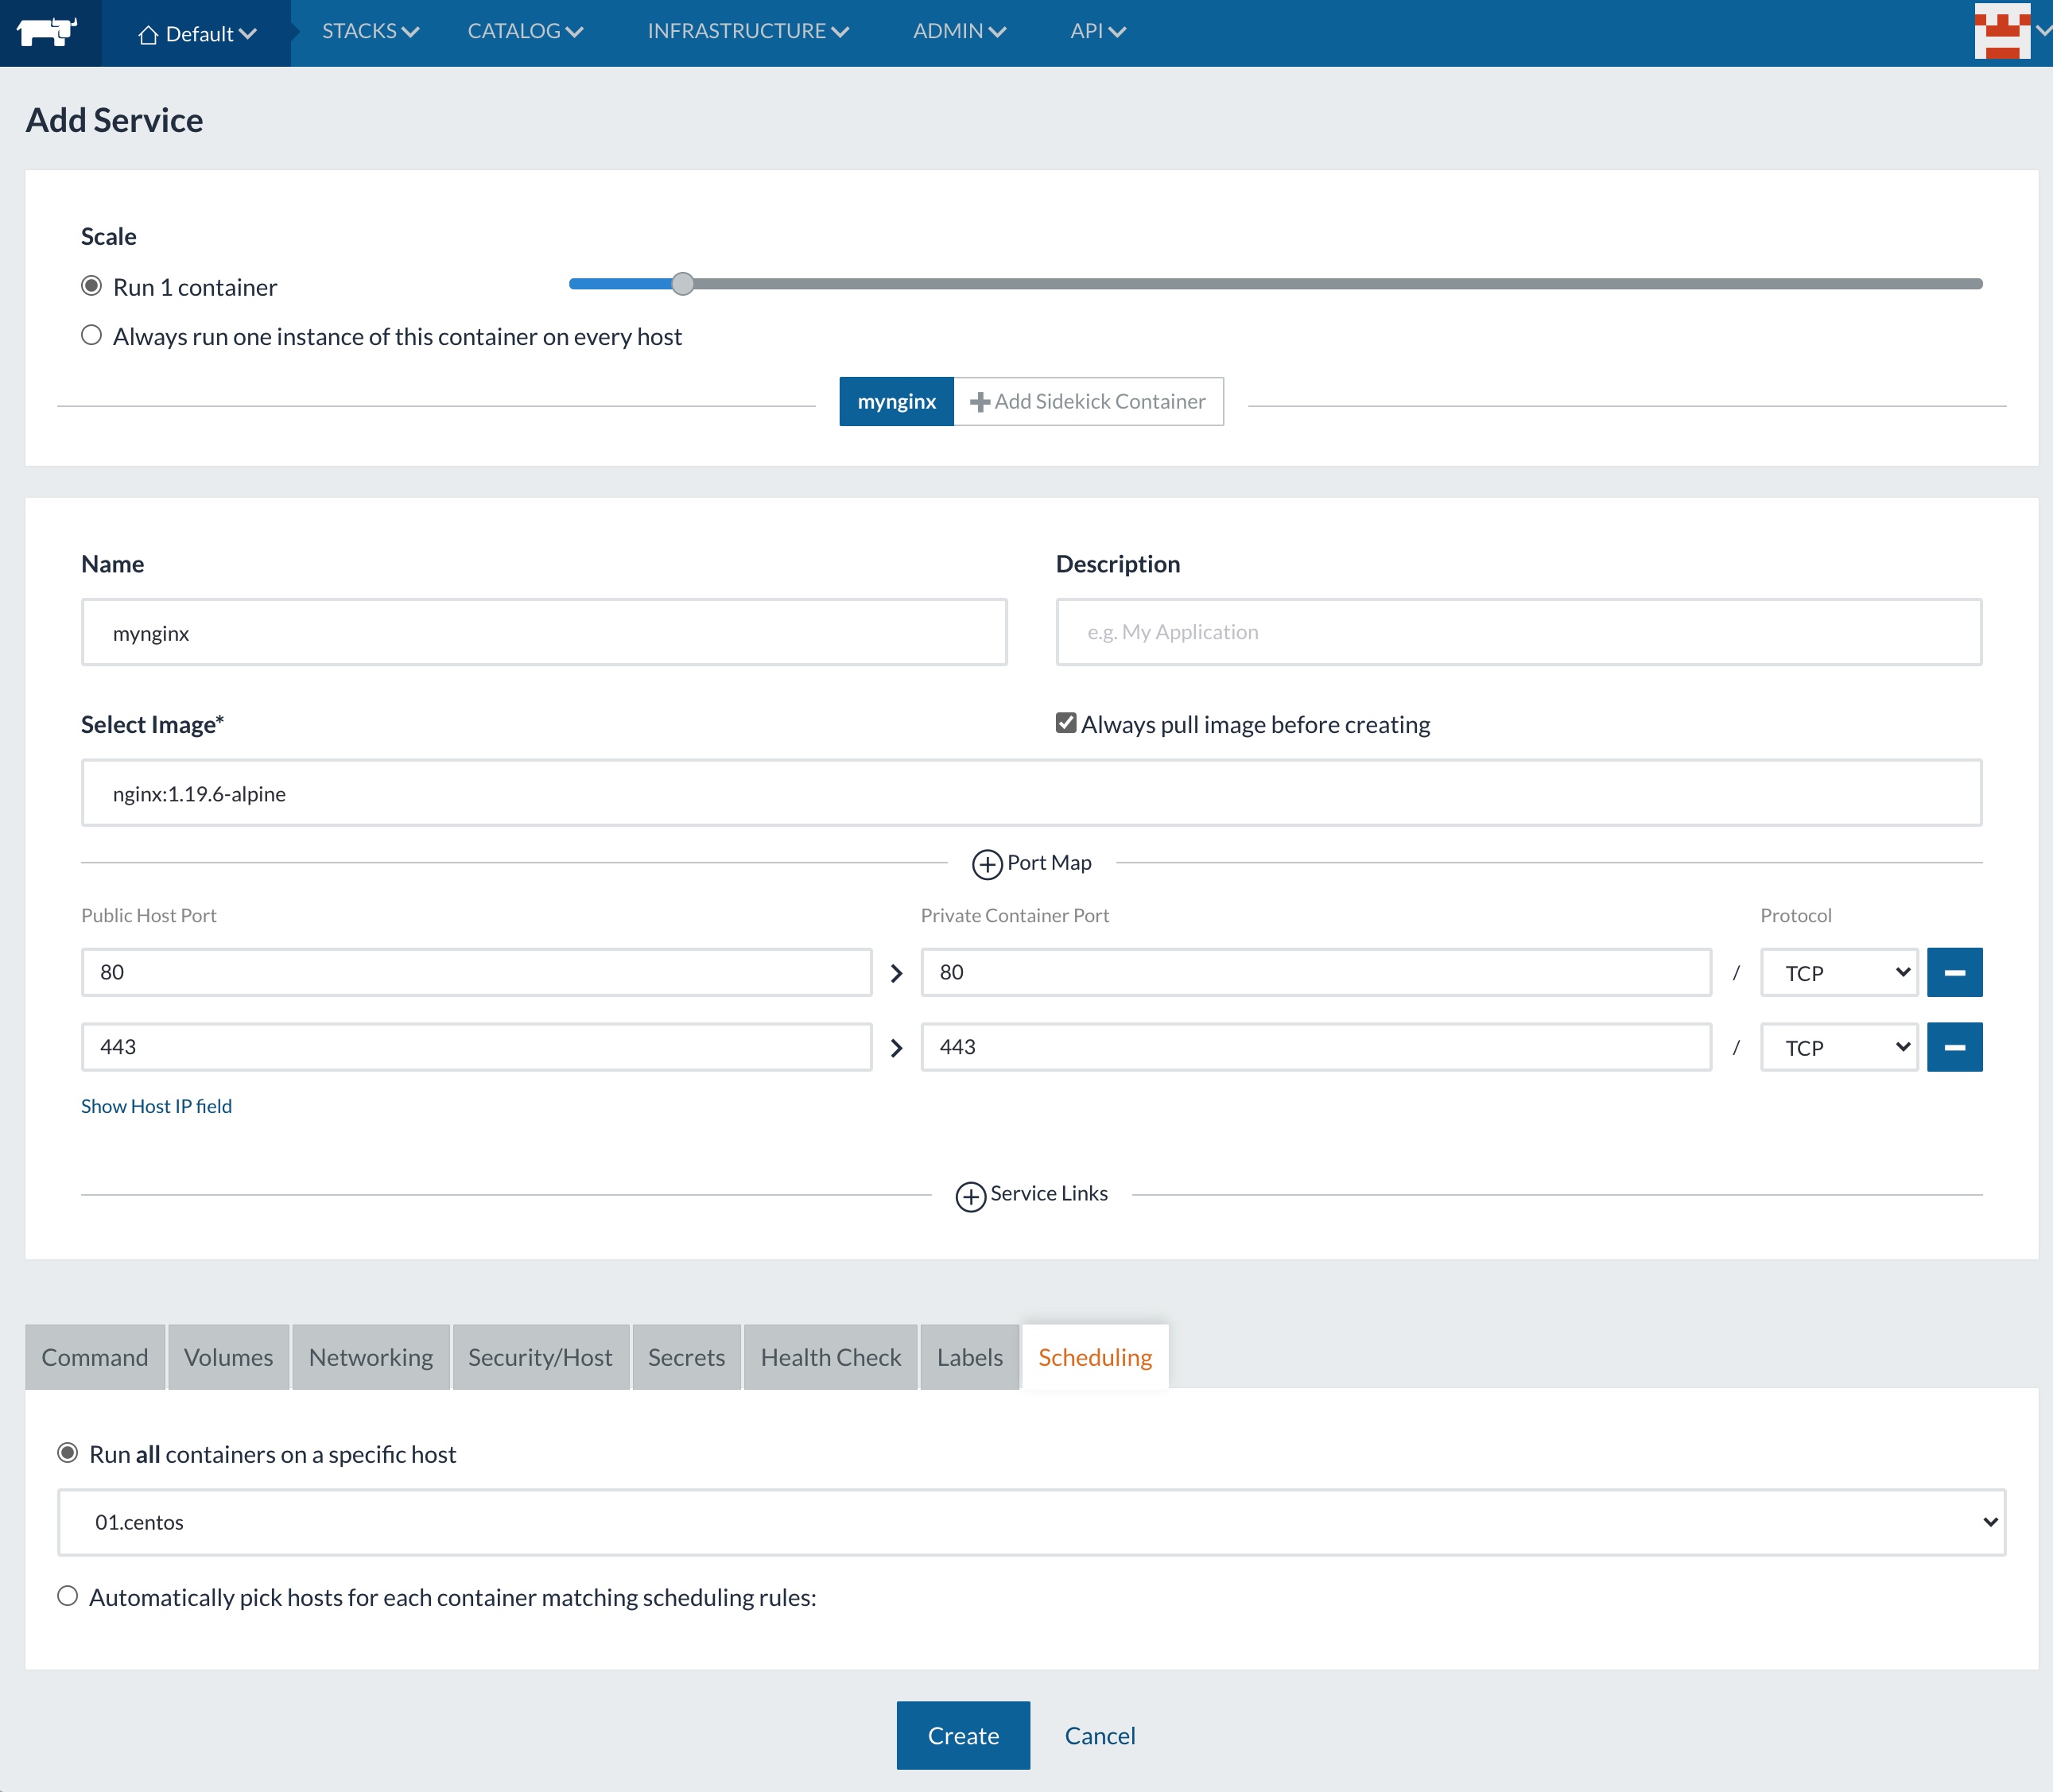 Default STACKS CATALOG INFRASTRUCTURE ADMIN API
Add Service
Scale
Run 1 container
Always run one instance of this container on every host
mynginx Add Sidekick Container
Name Description
mynginx e.g. My Application
Select Image* Always pull image before creating
nginx:1.19.6-alpine
Port Map
Public Host Port Private Container Port Protocol
80 80 / TCP
443 443 / TCP
Show Host IP field
Service Links
Command Volumes Networking Security/Host Secrets Health Check Labels Scheduling
Run all containers on a specific host
01.centos
Automatically pick hosts for each container matching scheduling rules:
Create Cancel